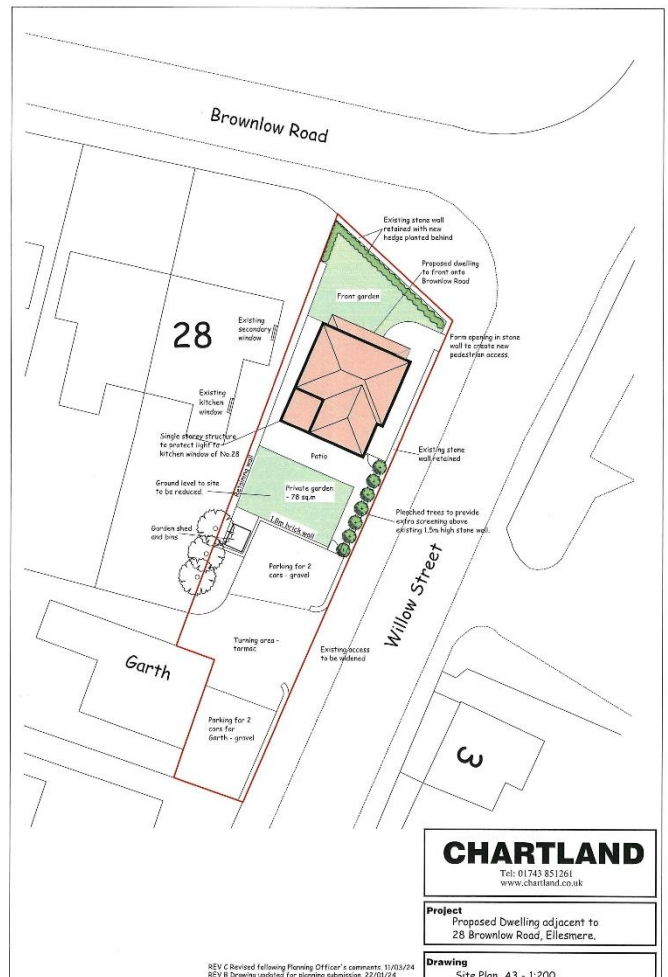 Brownlow Road
Existing stone wall
retained with new
hedge planted behind
Proposed dwelling
to front onto
Brownlow Road
Front garden
28
Existing
secondary
window
Form opening in stone
wall to create new
pedestrian access.
Existing
kitchen
window
Single storey structure
to protect light to
kitchen window of No.28
Existing stone
wall retained
Patio
Ground level to site
to be reduced.
Retaining wall
Private garden
- 78 sq.m
Pleached trees to provide
extra screening above
existing 1.5m high stone wall.
Garden shed
and bins
1.8m brick wall
Parking for 2
cars - gravel
Willow Street
Turning area -
tarmac
Existing access
to be widened
Garth
Parking for 2
cars for
Garth - gravel
3
CHARTLAND
Tel: 01743 851261
www.chartland.co.uk
Project
Proposed Dwelling adjacent to
28 Brownlow Road, Ellesmere.
Drawing
Site Plan A3 - 1:200
REV C Revised following Planning Officer's comments. 11/03/24
REV B Drawing updated for planning submission. 22/01/24